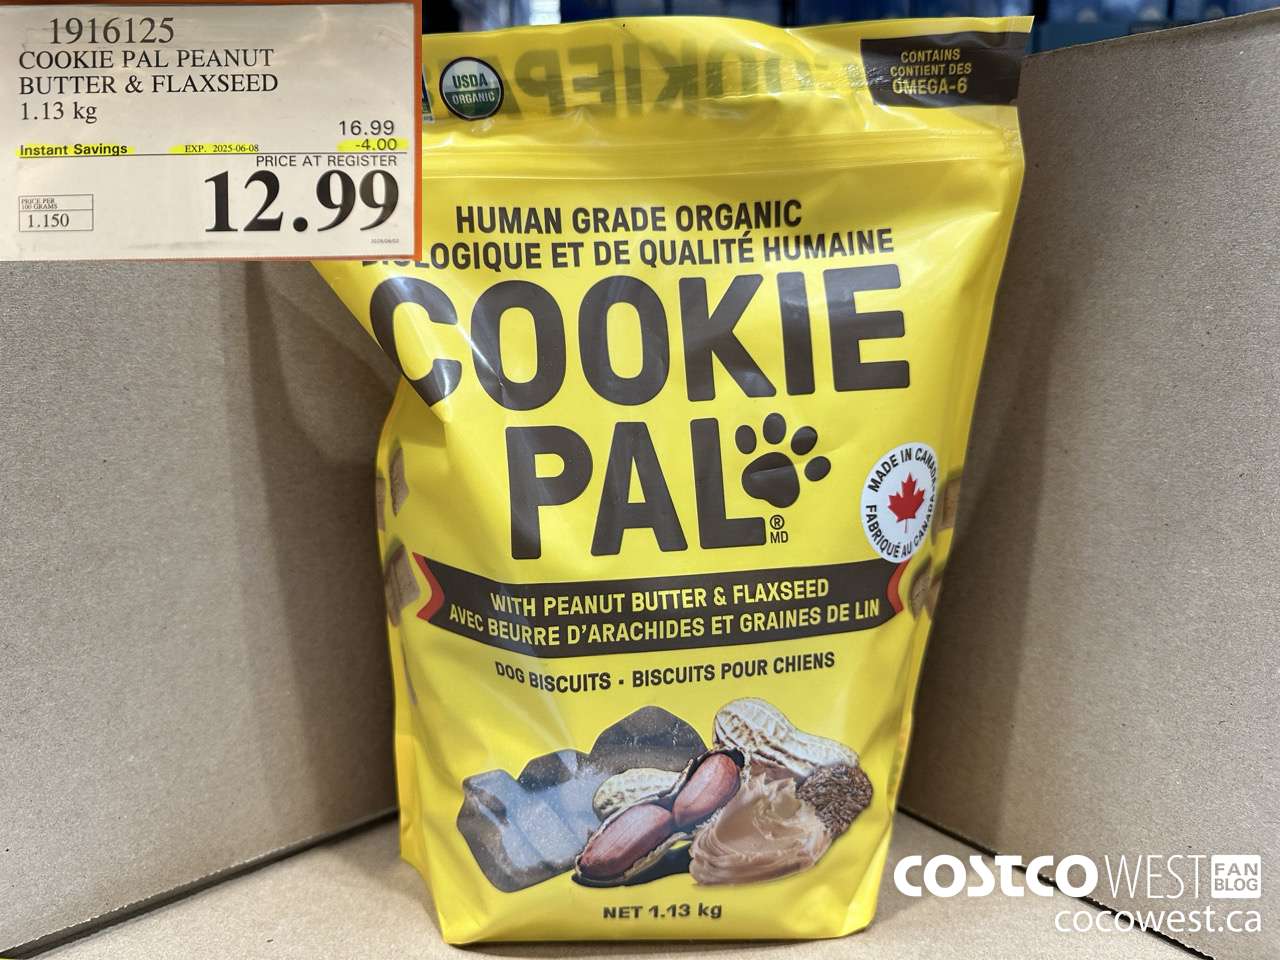 1916125
COOKIE PAL PEANUT
BUTTER & FLAXSEED
1.13 kg
16.99
Instant Savings EXP. 2025-06-08 -4.00
PRICE AT REGISTER
12.99
PRICE PER
100 GRAMS
1.150
USDA
ORGANIC
CONTAINS
CONTIENT DES
OMEGA-6
HUMAN GRADE ORGANIC
BIOLOGIQUE ET DE QUALITÉ HUMAINE
COOKIE
PAL
®
MD
MADE IN CANADA
FABRIQUÉ AU CANADA
WITH PEANUT BUTTER & FLAXSEED
AVEC BEURRE D'ARACHIDES ET GRAINES DE LIN
DOG BISCUITS · BISCUITS POUR CHIENS
NET 1.13 kg
COSTCO WEST FAN BLOG
cocowest.ca